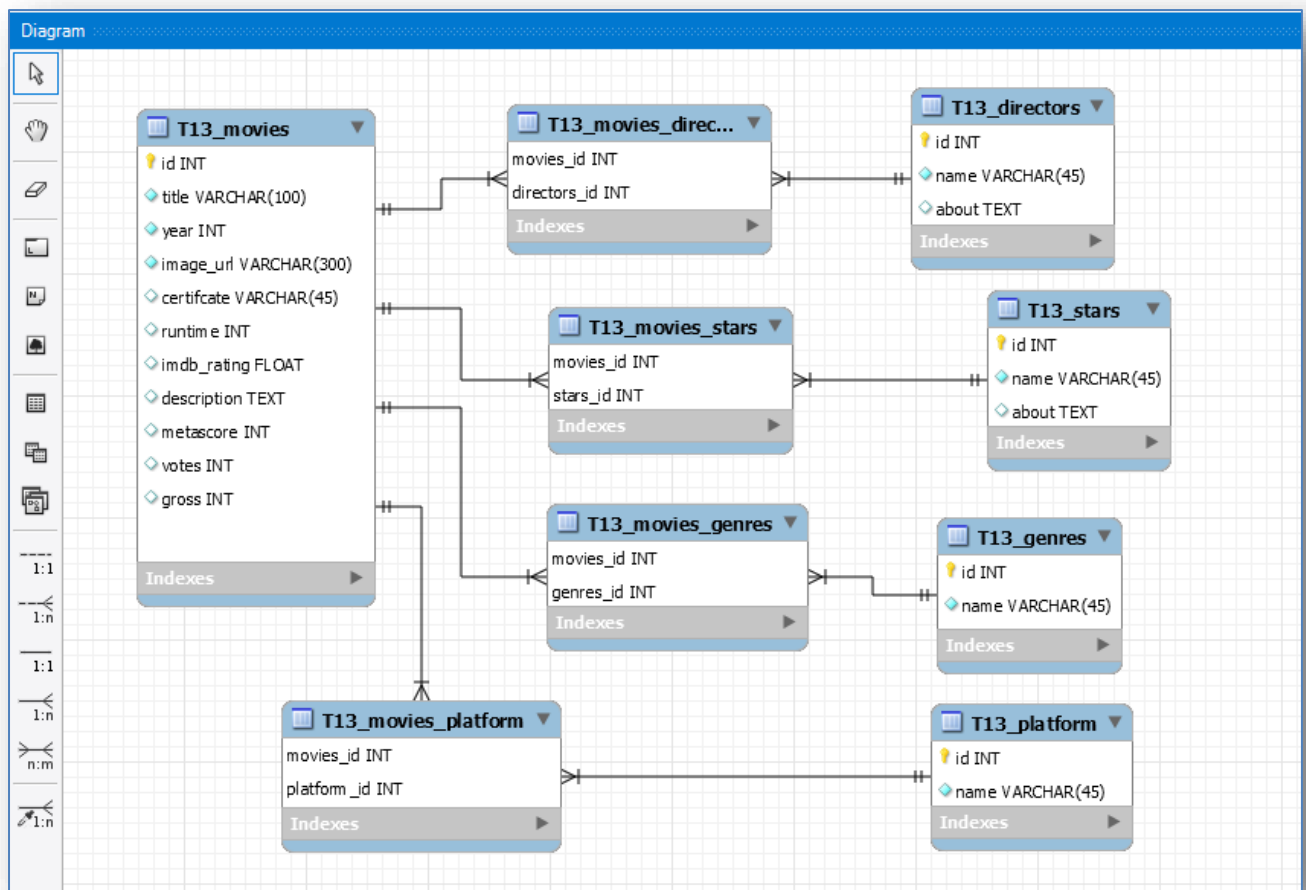 Diagram
T13_movies
id INT
title VARCHAR(100)
year INT
image_url VARCHAR(300)
certifcate VARCHAR(45)
runtime INT
imdb_rating FLOAT
description TEXT
metascore INT
votes INT
gross INT
Indexes
T13_movies_direc...
movies_id INT
directors_id INT
Indexes
T13_directors
id INT
name VARCHAR(45)
about TEXT
Indexes
T13_movies_stars
movies_id INT
stars_id INT
Indexes
T13_stars
id INT
name VARCHAR(45)
about TEXT
Indexes
T13_movies_genres
movies_id INT
genres_id INT
Indexes
T13_genres
id INT
name VARCHAR(45)
Indexes
T13_movies_platform
movies_id INT
platform _id INT
Indexes
T13_platform
id INT
name VARCHAR(45)
Indexes
1:1
1:n
1:1
1:n
n:m
1:n